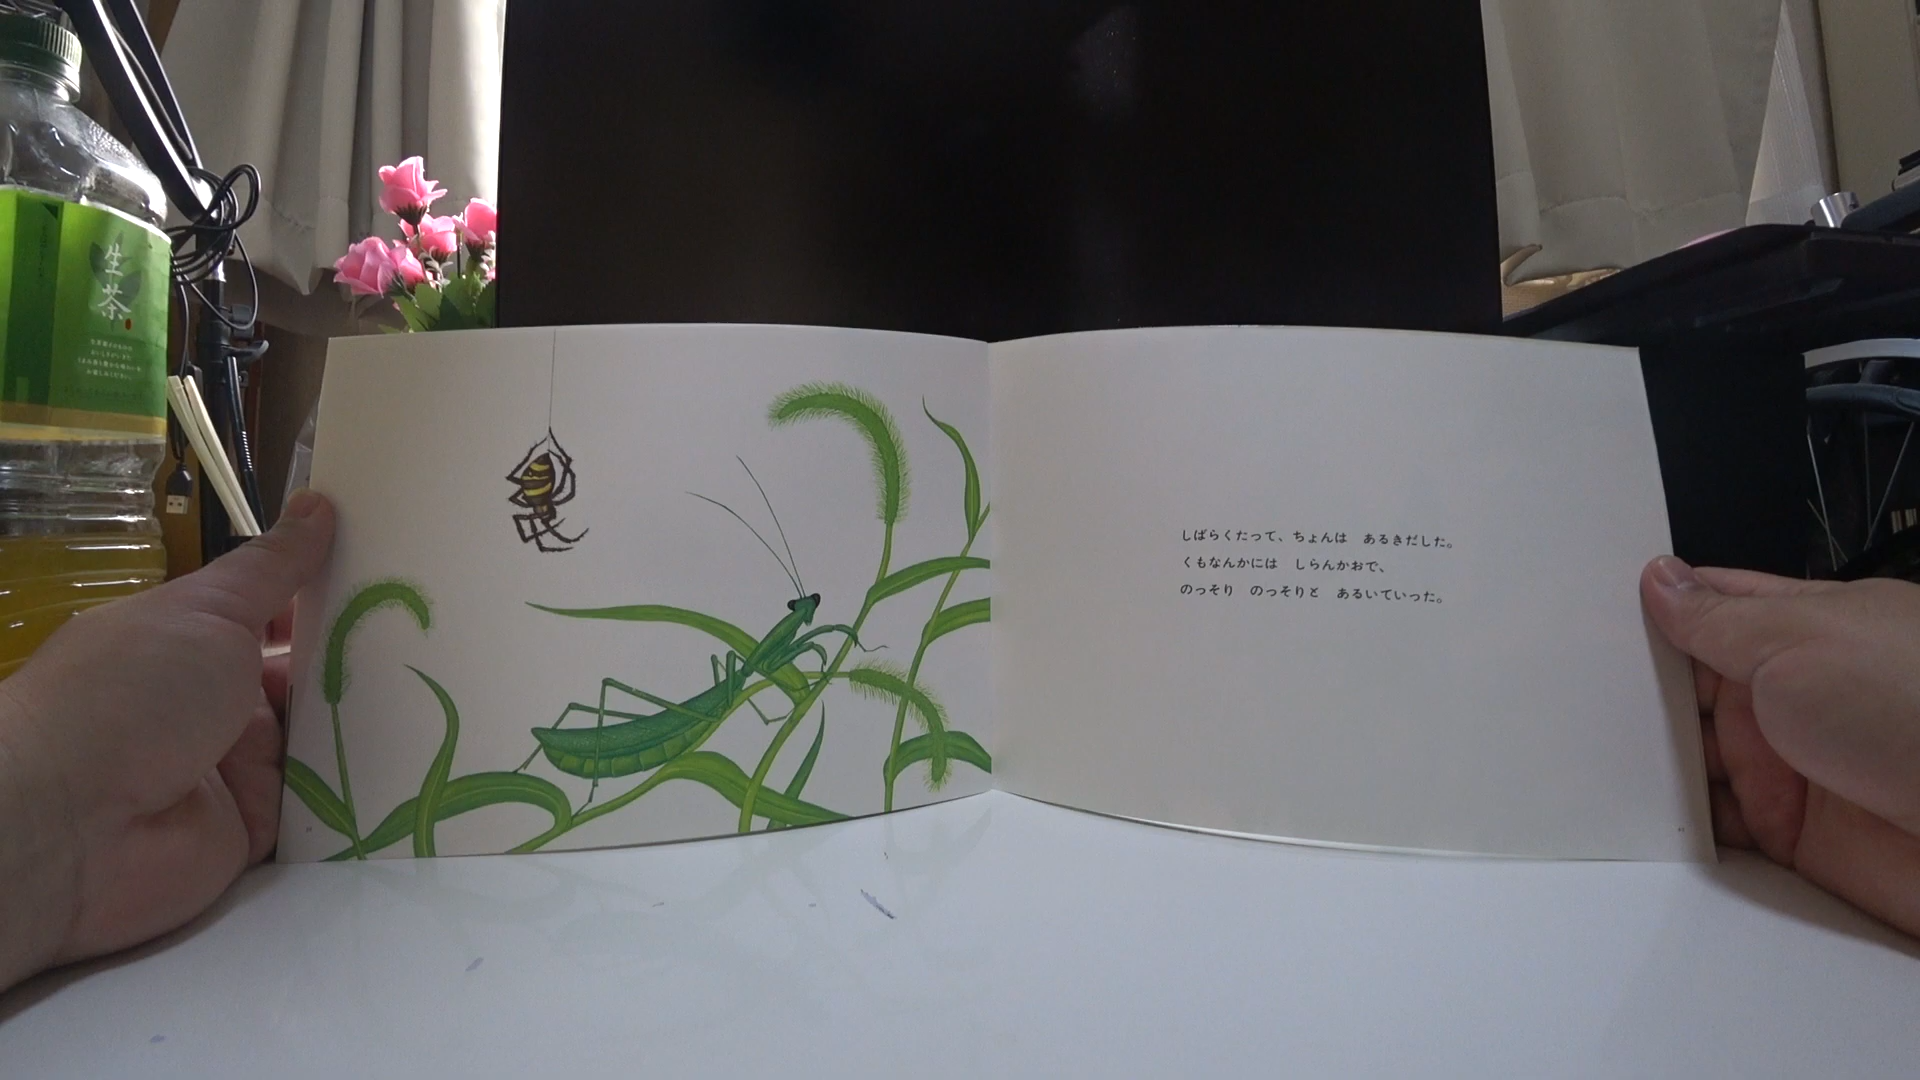 生茶
しばらくたって、ちょんは　あるきだした。
くもなんかには　しらんかおで、
のっそり　のっそりと　あるいていった。